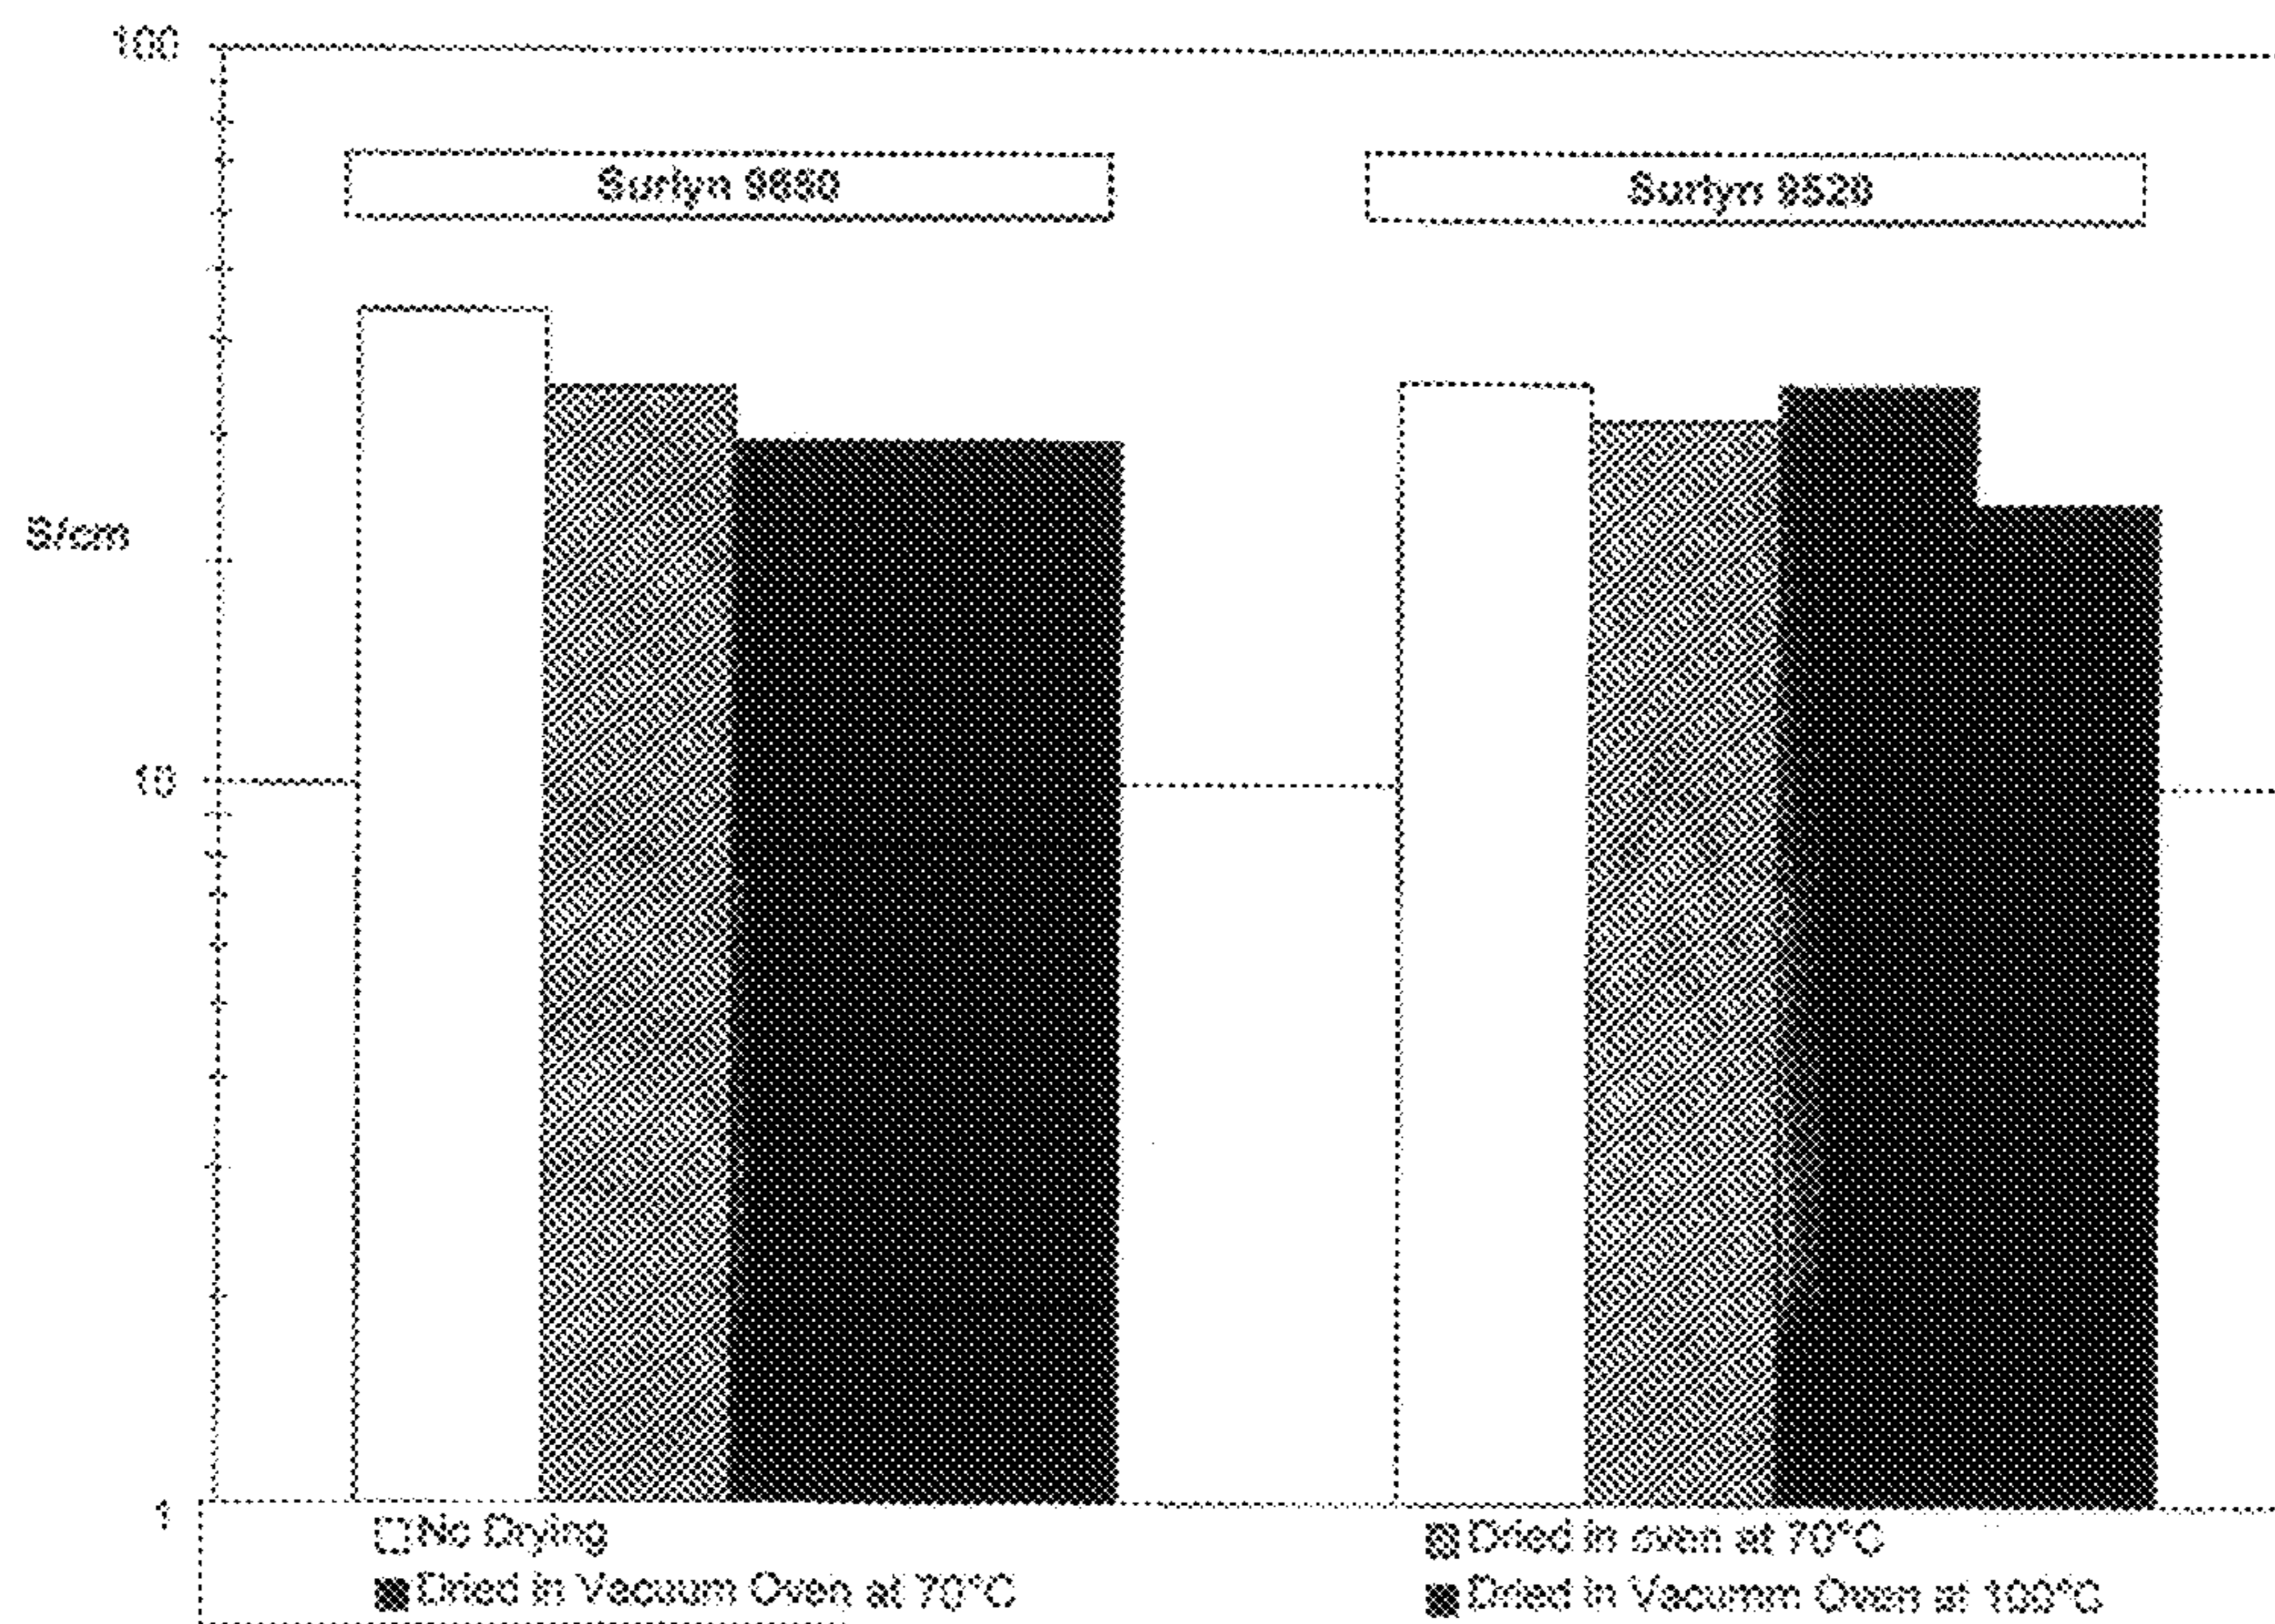 100
Surlyn 9650
Surlyn 9520
S/cm
10
1
No Drying
Dried in oven at 70°C
Dried in Vacuum Oven at 70°C
Dried in Vacumm Oven at 100°C